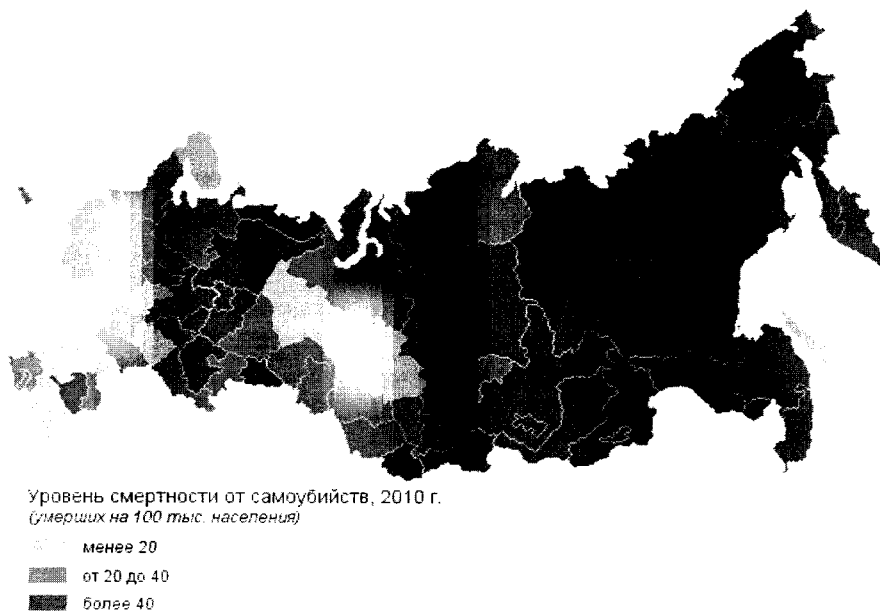 Уровень смертности от самоубийств, 2010 г.
(умерших на 100 тыс. населения)
менее 20
от 20 до 40
более 40